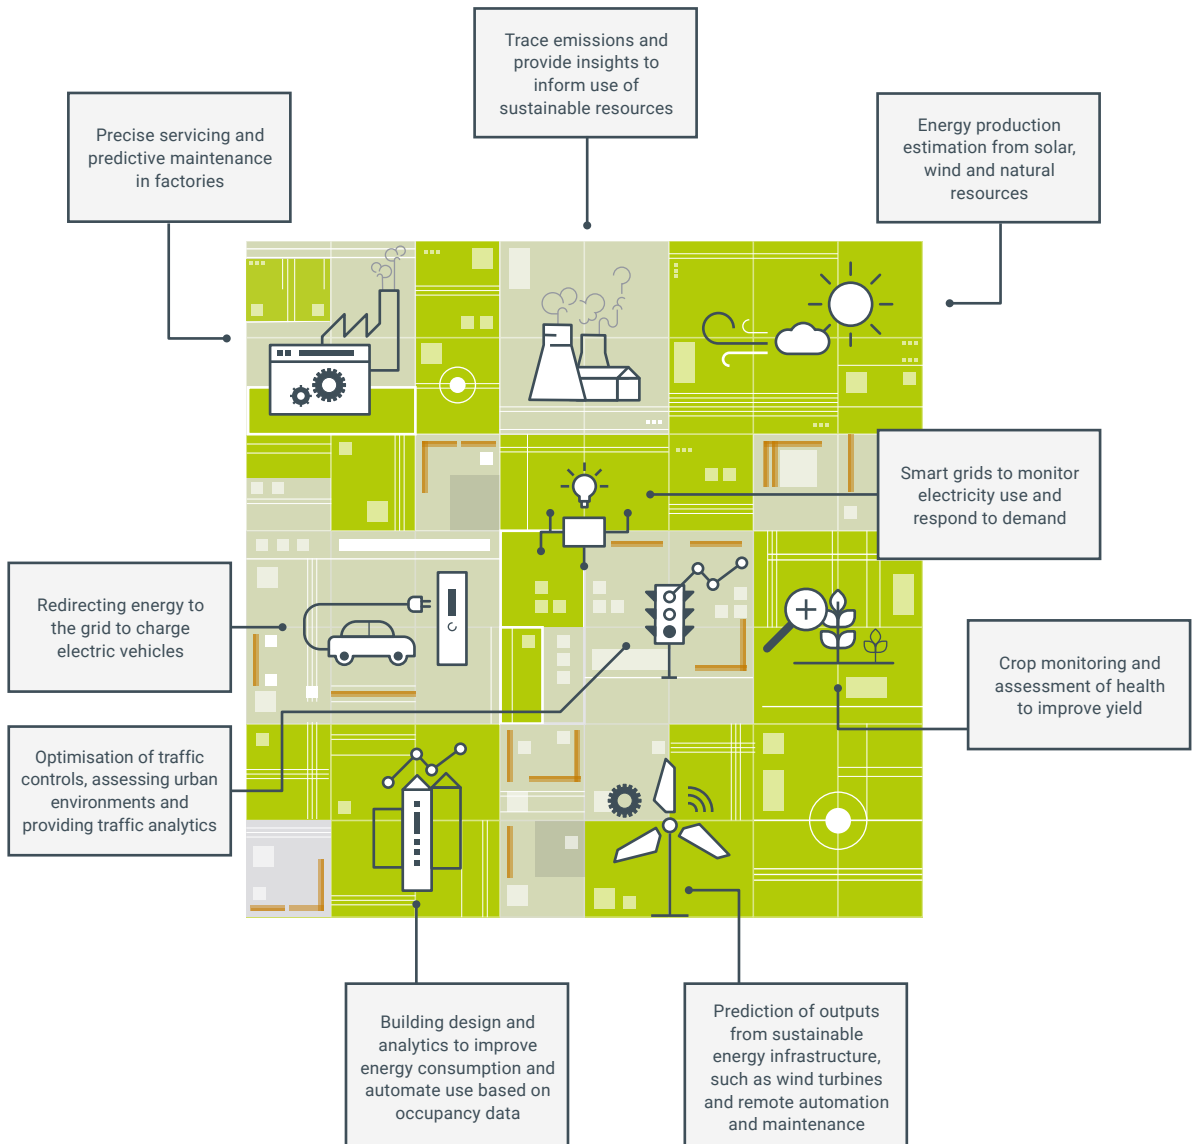 Trace emissions and
provide insights to
inform use of
sustainable resources
Precise servicing and
predictive maintenance
in factories
Energy production
estimation from solar,
wind and natural
resources
Smart grids to monitor
electricity use and
respond to demand
Redirecting energy to
the grid to charge
electric vehicles
Crop monitoring and
assessment of health
to improve yield
Optimisation of traffic
controls, assessing urban
environments and
providing traffic analytics
Building design and
analytics to improve
energy consumption and
automate use based on
occupancy data
Prediction of outputs
from sustainable
energy infrastructure,
such as wind turbines
and remote automation
and maintenance